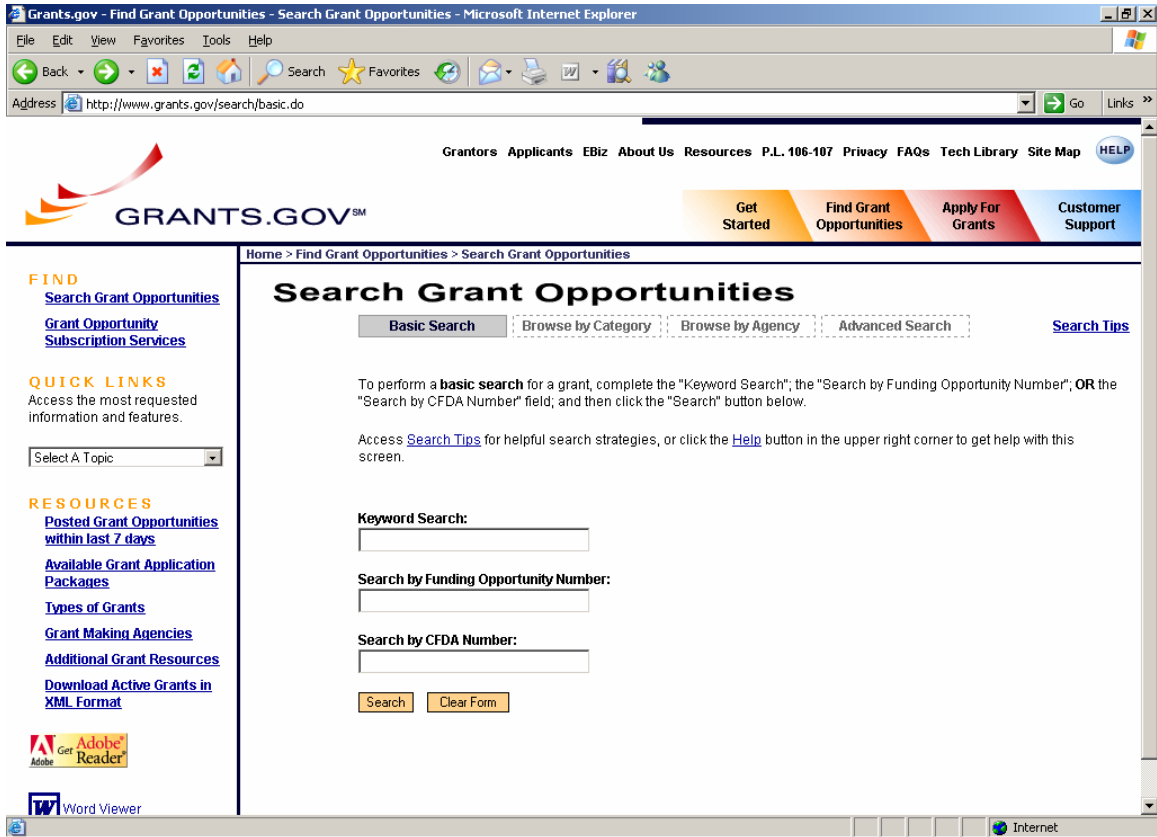 Grants.gov - Find Grant Opportunities - Search Grant Opportunities - Microsoft Internet Explorer
File Edit View Favorites Tools Help
Back Search Favorites
Address http://www.grants.gov/search/basic.do Go Links »
Grantors Applicants EBiz About Us Resources P.L. 106-107 Privacy FAQs Tech Library Site Map HELP
GRANTS.GOV℠
Get Started
Find Grant Opportunities
Apply For Grants
Customer Support
Home > Find Grant Opportunities > Search Grant Opportunities
FIND
Search Grant Opportunities
Grant Opportunity
Subscription Services
QUICK LINKS
Access the most requested
information and features.
Select A Topic
RESOURCES
Posted Grant Opportunities
within last 7 days
Available Grant Application
Packages
Types of Grants
Grant Making Agencies
Additional Grant Resources
Download Active Grants in
XML Format
Adobe Get Adobe® Reader®
W Word Viewer
Search Grant Opportunities
Basic Search Browse by Category Browse by Agency Advanced Search Search Tips
To perform a basic search for a grant, complete the "Keyword Search"; the "Search by Funding Opportunity Number"; OR the
"Search by CFDA Number" field; and then click the "Search" button below.
Access Search Tips for helpful search strategies, or click the Help button in the upper right corner to get help with this
screen.
Keyword Search:
Search by Funding Opportunity Number:
Search by CFDA Number:
Search Clear Form
Internet